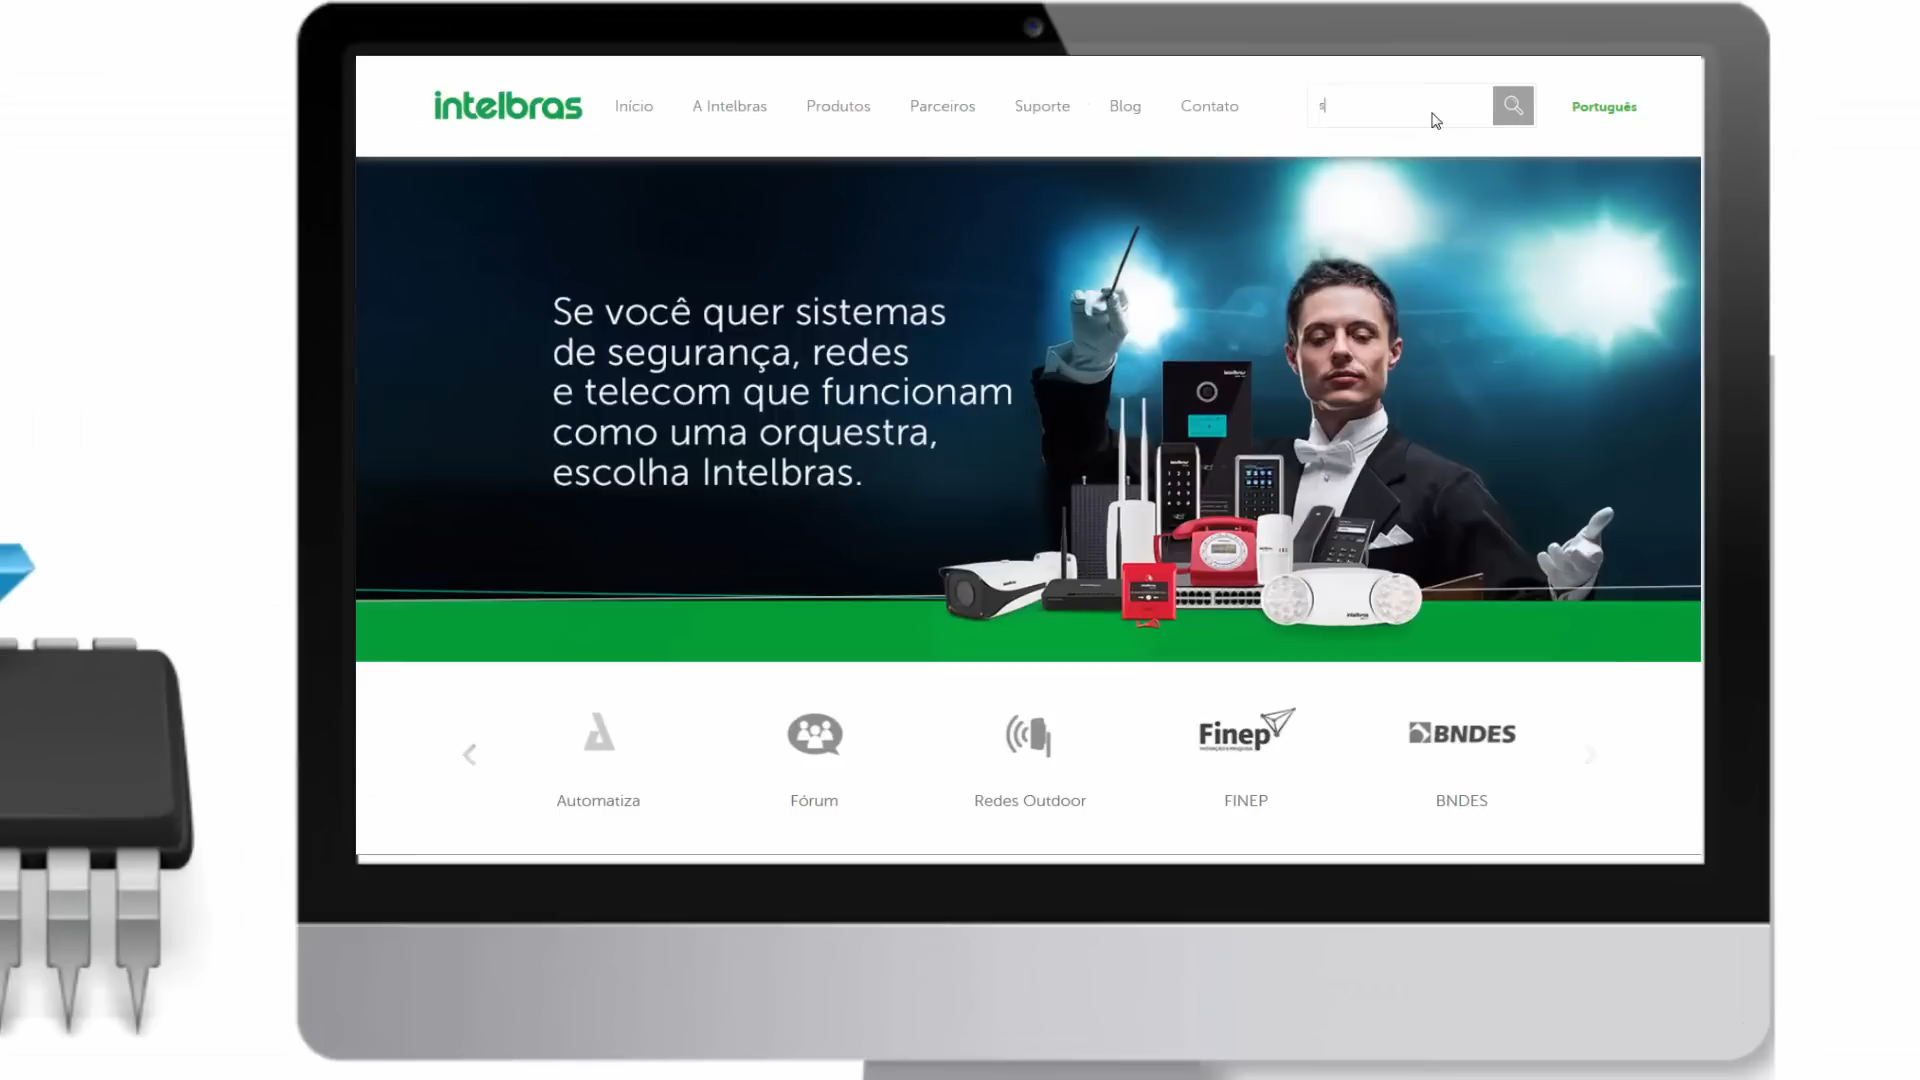 intelbras
Início
A Intelbras
Produtos
Parceiros
Suporte
Blog
Contato
s
Português
Se você quer sistemas
de segurança, redes
e telecom que funcionam
como uma orquestra,
escolha Intelbras.
Finep
BNDES
Automatiza
Fórum
Redes Outdoor
FINEP
BNDES